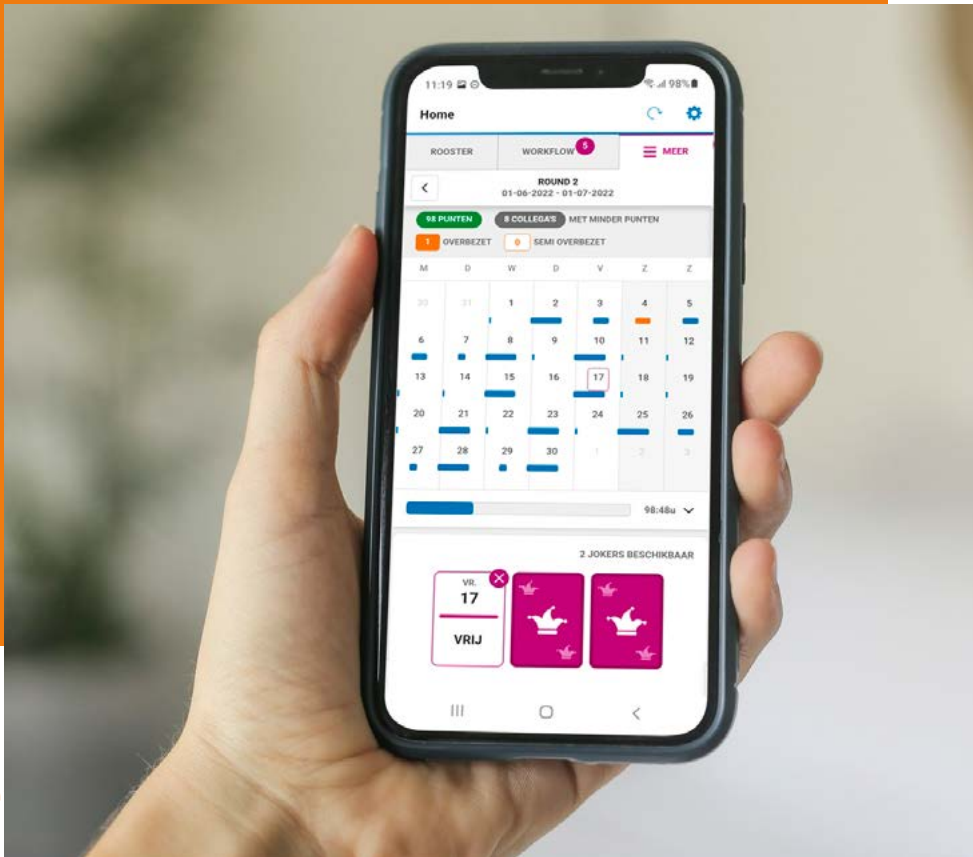 11:19 98%
Home
ROOSTER WORKFLOW 5 MEER
ROUND 2
01-06-2022 - 01-07-2022
98 PUNTEN 8 COLLEGA'S MET MINDER PUNTEN
1 OVERBEZET 0 SEMI OVERBEZET
M D W D V Z Z
30 31 1 2 3 4 5
6 7 8 9 10 11 12
13 14 15 16 17 18 19
20 21 22 23 24 25 26
27 28 29 30 1 2 3
98:48u
2 JOKERS BESCHIKBAAR
VR.
17
VRIJ